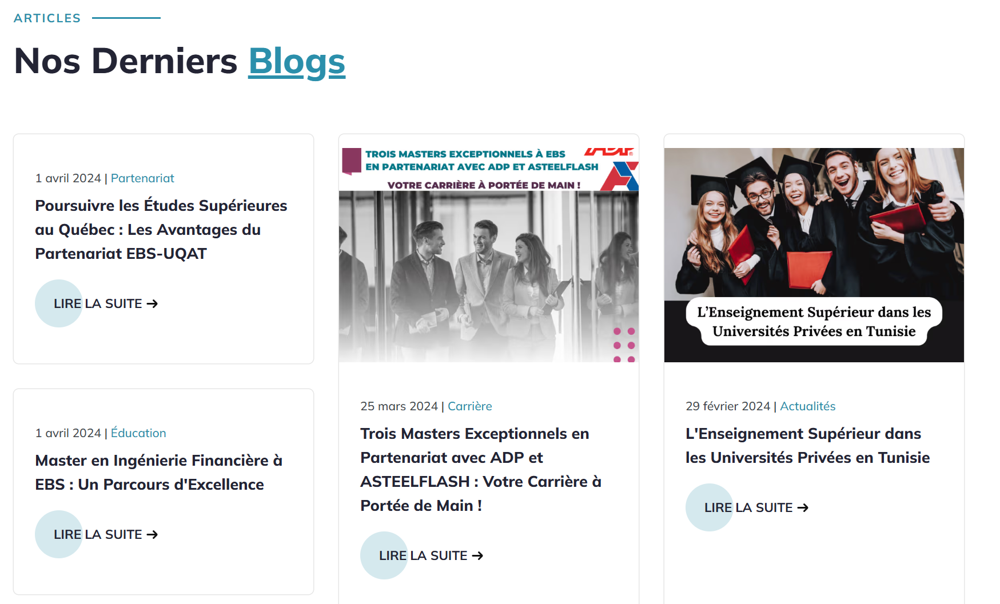 ARTICLES
Nos Derniers Blogs
1 avril 2024 | Partenariat
Poursuivre les Études Supérieures
au Québec : Les Avantages du
Partenariat EBS-UQAT
LIRE LA SUITE →
1 avril 2024 | Éducation
Master en Ingénierie Financière à
EBS : Un Parcours d'Excellence
LIRE LA SUITE →
TROIS MASTERS EXCEPTIONNELS À EBS
EN PARTENARIAT AVEC ADP ET ASTEELFLASH
VOTRE CARRIÈRE À PORTÉE DE MAIN !
ADP
25 mars 2024 | Carrière
Trois Masters Exceptionnels en
Partenariat avec ADP et
ASTEELFLASH : Votre Carrière à
Portée de Main !
LIRE LA SUITE →
L’Enseignement Supérieur dans les
Universités Privées en Tunisie
29 février 2024 | Actualités
L'Enseignement Supérieur dans
les Universités Privées en Tunisie
LIRE LA SUITE →